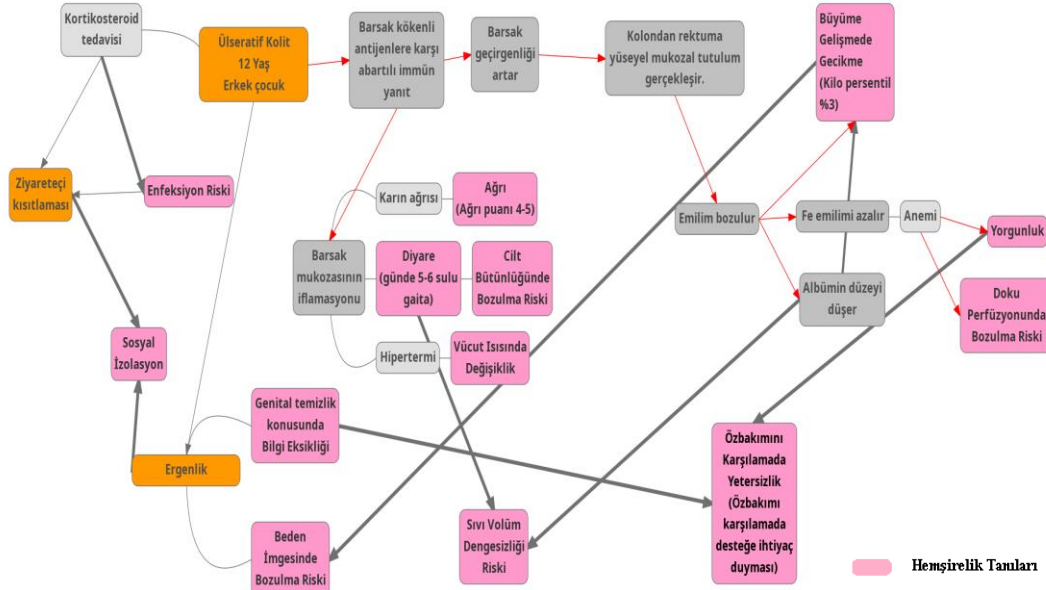 Kortikosteroid
tedavisi
Ülseratif Kolit
12 Yaş
Erkek çocuk
Barsak kökenli
antijenlere karşı
abartılı immün
yanıt
Barsak
geçirgenliği
artar
Kolondan rektuma
yüseyel mukozal tutulum
gerçekleşir.
Büyüme
Gelişmede
Gecikme
(Kilo persentil
%3)
Ziyareteçi
kısıtlaması
Enfeksiyon Riski
Karın ağrısı
Ağrı
(Ağrı puanı 4-5)
Emilim bozulur
Fe emilimi azalır
Anemi
Yorgunluk
Barsak
mukozasının
iflamasyonu
Diyare
(günde 5-6 sulu
gaita)
Cilt
Bütünlüğünde
Bozulma Riski
Albümin düzeyi
düşer
Doku
Perfüzyonunda
Bozulma Riski
Sosyal
İzolasyon
Hipertermi
Vücut Isısında
Değişiklik
Genital temizlik
konusunda
Bilgi Eksikliği
Ergenlik
Özbakımını
Karşılamada
Yetersizlik
(Özbakımı
karşılamada
desteğe ihtiyaç
duyması)
Beden
İmgesinde
Bozulma Riski
Sıvı Volüm
Dengesizliği
Riski
Hemşirelik Tanıları